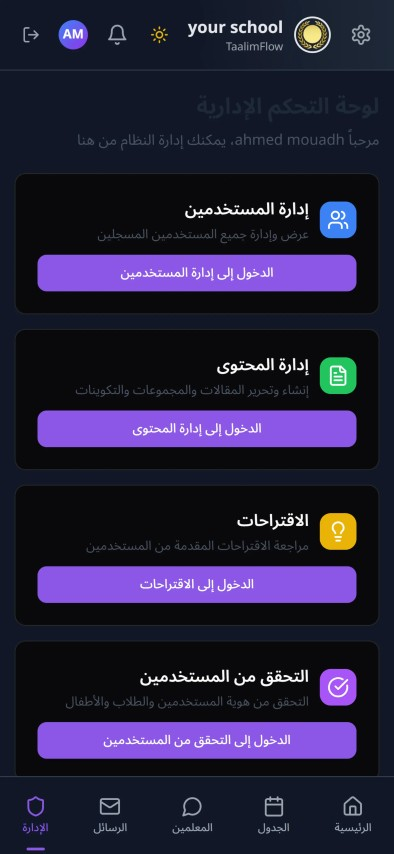 your school
TaalimFlow
AM
لوحة التحكم الإدارية
مرحباً ahmed mouadh، يمكنك إدارة النظام من هنا
إدارة المستخدمين
عرض وإدارة جميع المستخدمين المسجلين
الدخول إلى إدارة المستخدمين
إدارة المحتوى
إنشاء وتحرير المقالات والمجموعات والتكوينات
الدخول إلى إدارة المحتوى
الاقتراحات
مراجعة الاقتراحات المقدمة من المستخدمين
الدخول إلى الاقتراحات
التحقق من المستخدمين
التحقق من هوية المستخدمين والطلاب والأطفال
الدخول إلى التحقق من المستخدمين
الرئيسية
الجدول
المعلمين
الرسائل
الإدارة